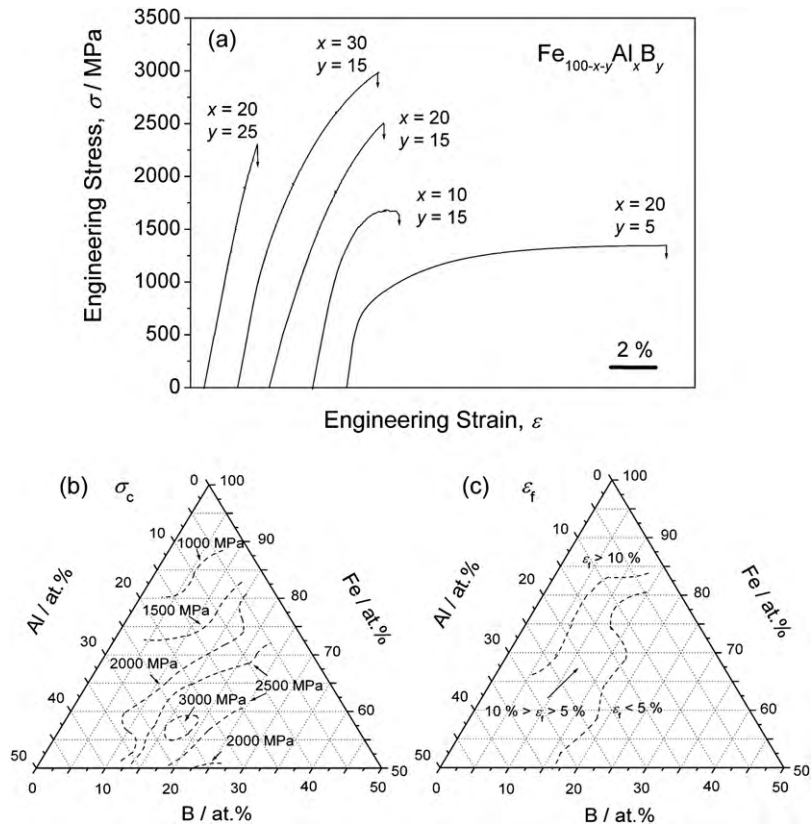 (a)
Fe100-x-yAlxBy
Engineering Stress, σ / MPa
3500
3000
2500
2000
1500
1000
500
0
x = 20
y = 25
x = 30
y = 15
x = 20
y = 15
x = 10
y = 15
x = 20
y = 5
2 %
Engineering Strain, ε
(b) σc
Al / at.%
0
10
20
30
40
50
Fe / at.%
100
90
80
70
60
50
1000 MPa
1500 MPa
2000 MPa
2500 MPa
3000 MPa
2000 MPa
0 10 20 30 40 50
B / at.%
(c) εf
Al / at.%
0
10
20
30
40
50
Fe / at.%
100
90
80
70
60
50
εf > 10 %
10 % > εf > 5 %
εf < 5 %
0 10 20 30 40 50
B / at.%